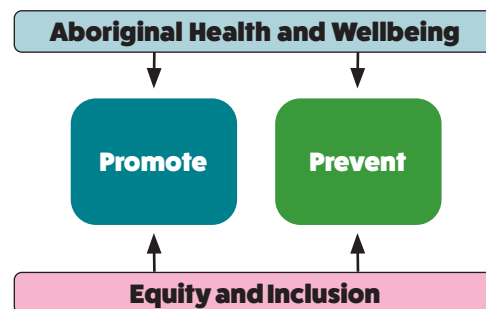 Aboriginal Health and Wellbeing
Promote
Prevent
Equity and Inclusion